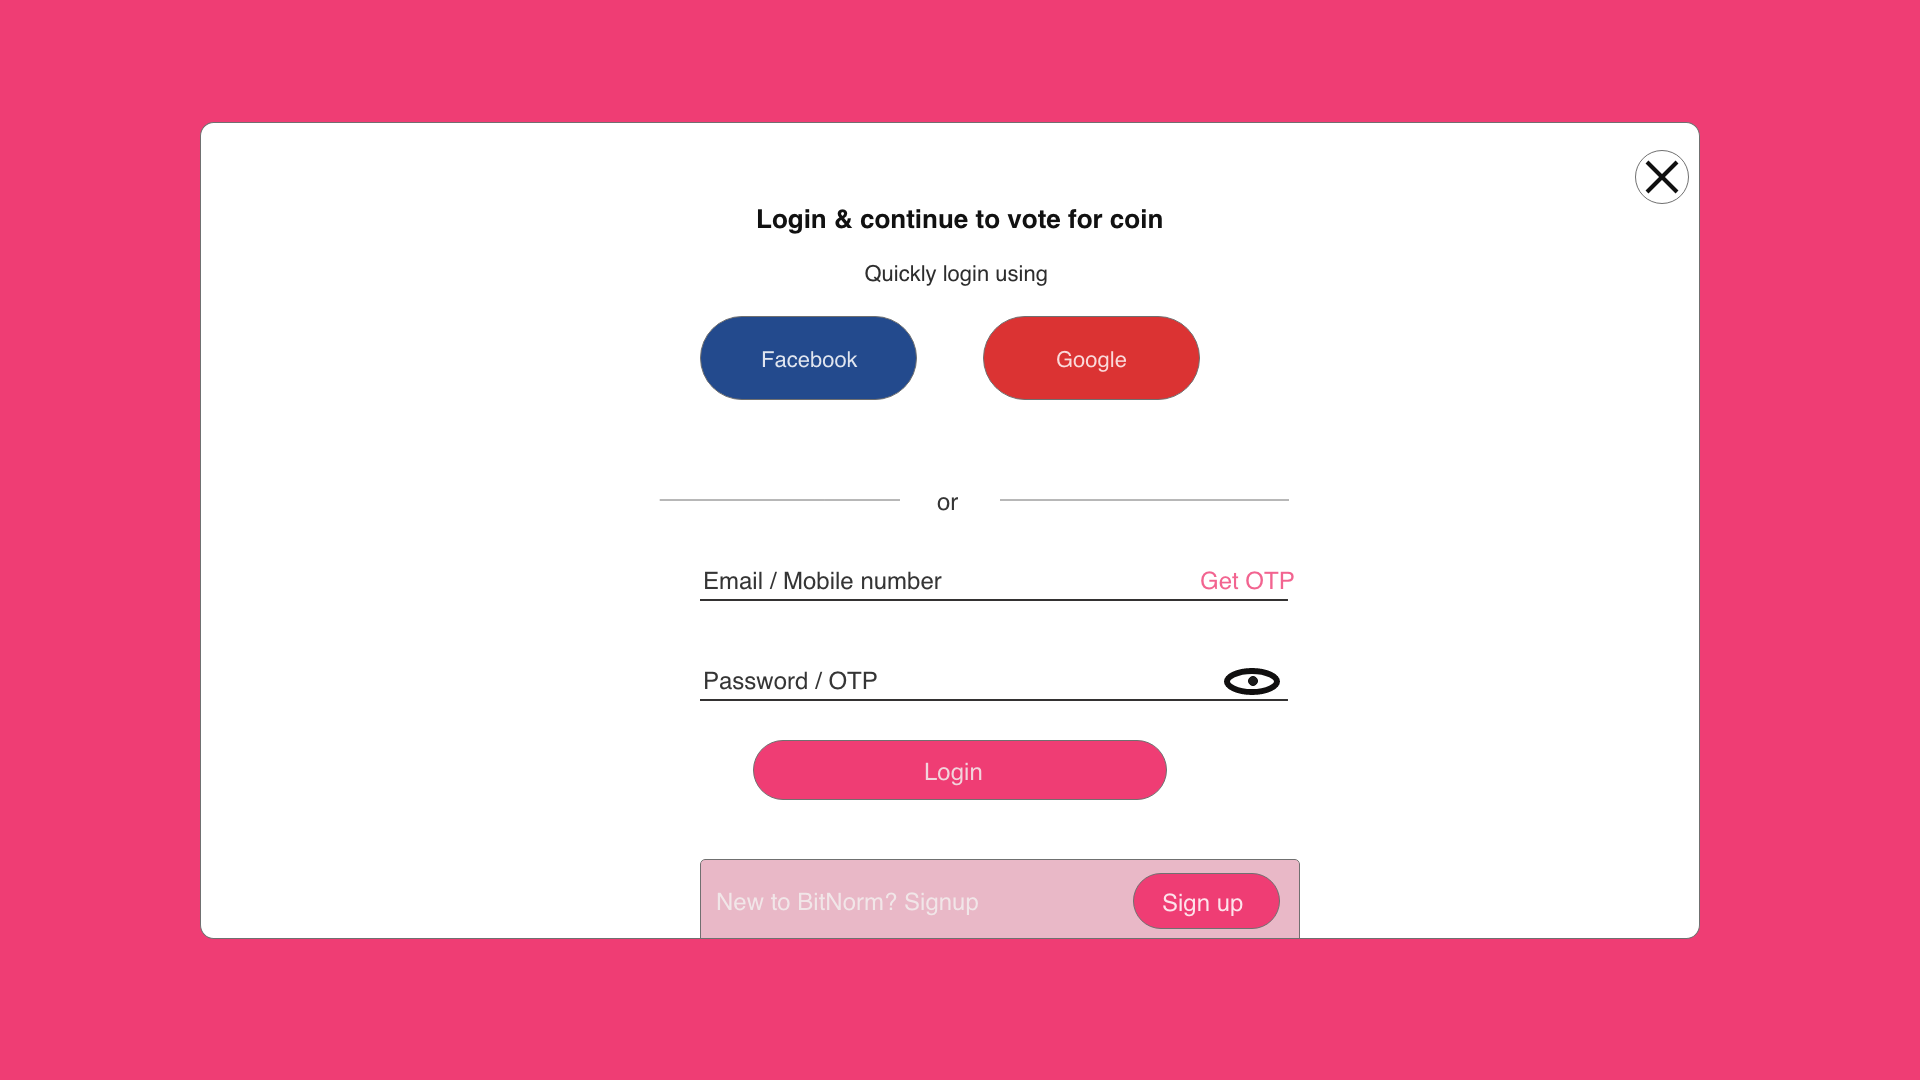 Login & continue to vote for coin
Quickly login using
Facebook
Google
or
Email / Mobile number
Get OTP
Password / OTP
Login
New to BitNorm? Signup
Sign up